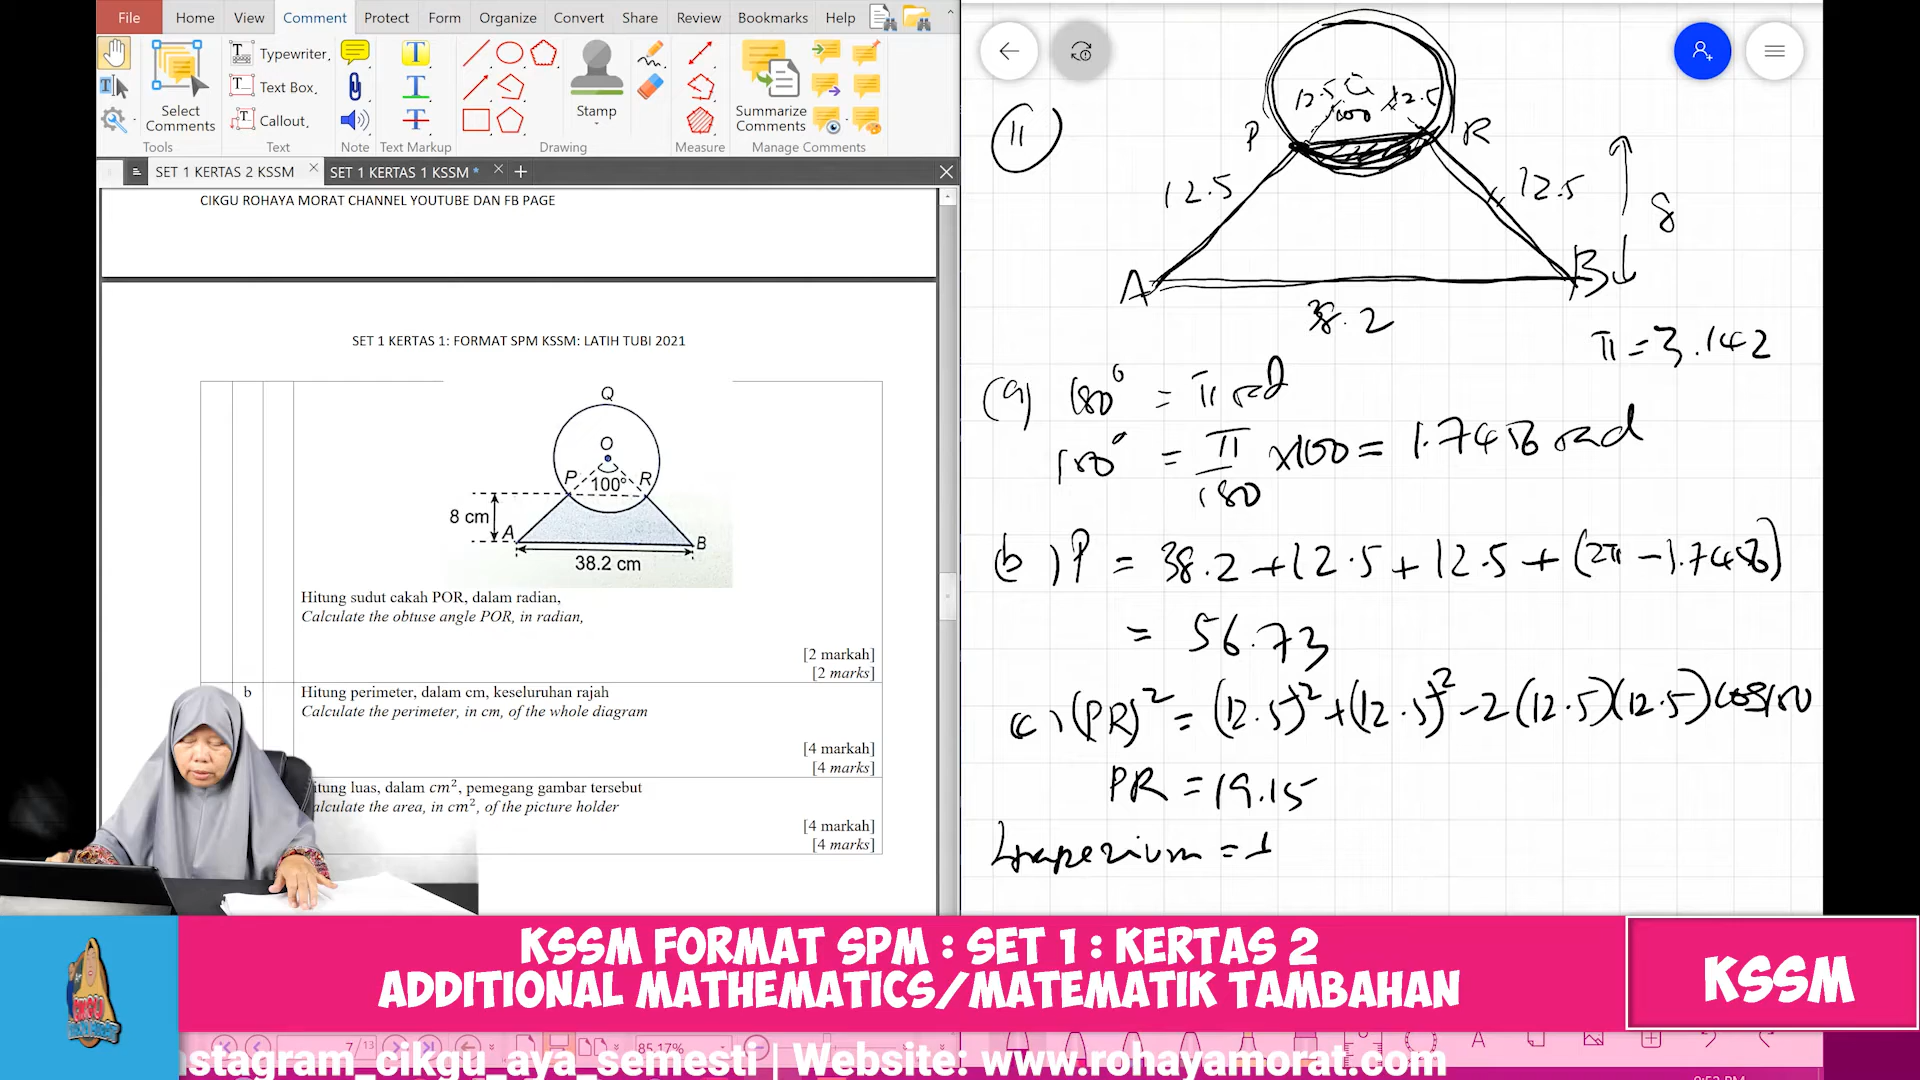 File Home View Comment Protect Form Organize Convert Share Review Bookmarks Help
Select Comments
Typewriter
Text Box
Callout
Stamp
Summarize Comments
Tools Text Note Text Markup Drawing Measure Manage Comments
SET 1 KERTAS 2 KSSM SET 1 KERTAS 1 KSSM *
CIKGU ROHAYA MORAT CHANNEL YOUTUBE DAN FB PAGE
SET 1 KERTAS 1: FORMAT SPM KSSM: LATIH TUBI 2021
Q
O
P 100° R
8 cm
A B
38.2 cm
Hitung sudut cakah POR, dalam radian,
Calculate the obtuse angle POR, in radian,
[2 markah]
[2 marks]
b Hitung perimeter, dalam cm, keseluruhan rajah
Calculate the perimeter, in cm, of the whole diagram
[4 markah]
[4 marks]
itung luas, dalam cm², pemegang gambar tersebut
alculate the area, in cm², of the picture holder
[4 markah]
[4 marks]
11
12.5 12.5
100
P R
12.5 12.5
8
A B
38.2
π = 3.142
(a) 180° = π rad
100° = π/180 × 100 = 1.7456 rad
(b) P = 38.2 + 12.5 + 12.5 + (2π − 1.7456)
= 56.73
c) (PR)² = (12.5)² + (12.5)² − 2(12.5)(12.5) cos 100
PR = 19.15
Ltrapezium = 1
KSSM FORMAT SPM : SET 1 : KERTAS 2
ADDITIONAL MATHEMATICS/MATEMATIK TAMBAHAN
KSSM
7 / 13
85.17%
nstagram_cikgu_aya_semesti | Website: www.rohayamorat.com